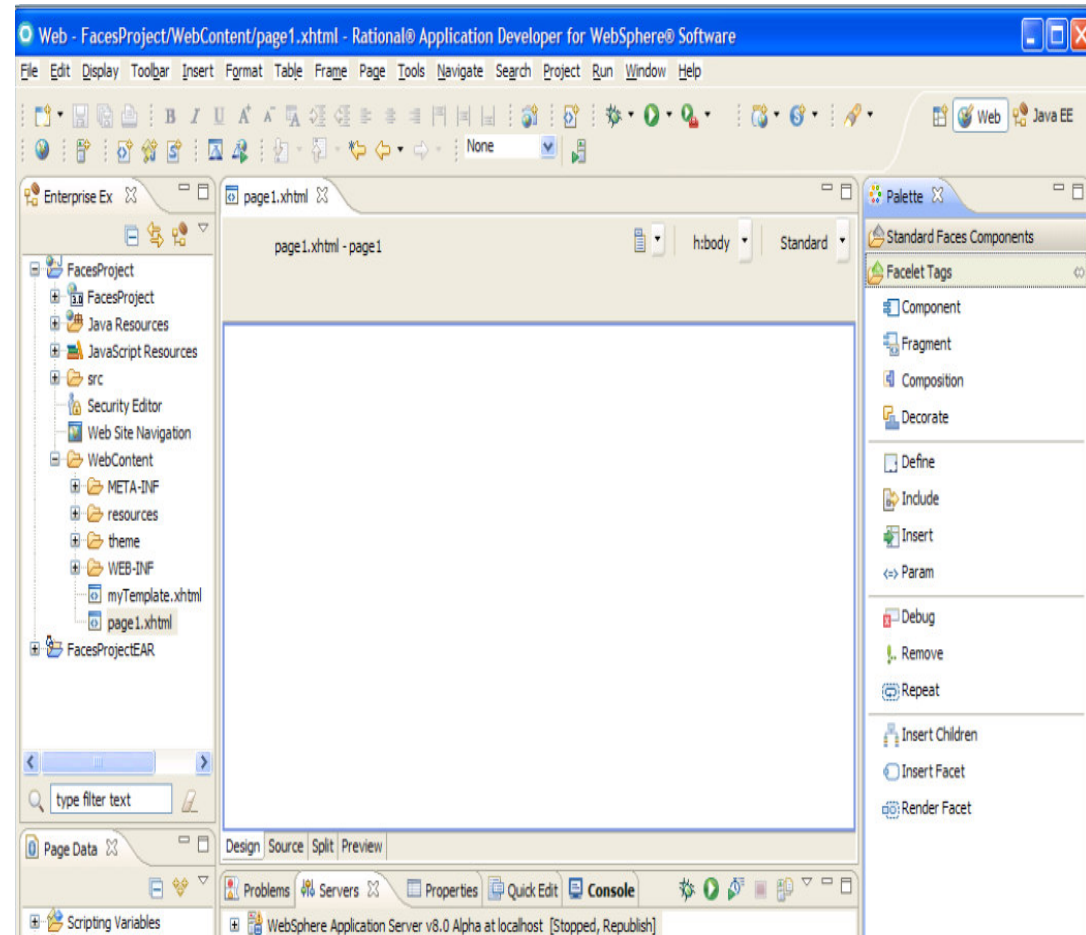 Web - FacesProject/WebContent/page1.xhtml - Rational® Application Developer for WebSphere® Software
File Edit Display Toolbar Insert Format Table Frame Page Tools Navigate Search Project Run Window Help
B I U A A
Web Java EE
None
Enterprise Ex
page1.xhtml
Palette
page1.xhtml - page1
h:body
Standard
Standard Faces Components
Facelet Tags
FacesProject
FacesProject
Java Resources
JavaScript Resources
src
Security Editor
Web Site Navigation
WebContent
META-INF
resources
theme
WEB-INF
myTemplate.xhtml
page1.xhtml
FacesProjectEAR
type filter text
Component
Fragment
Composition
Decorate
Define
Include
Insert
Param
Debug
Remove
Repeat
Insert Children
Insert Facet
Render Facet
Design Source Split Preview
Page Data
Scripting Variables
Problems Servers Properties Quick Edit Console
WebSphere Application Server v8.0 Alpha at localhost [Stopped, Republish]